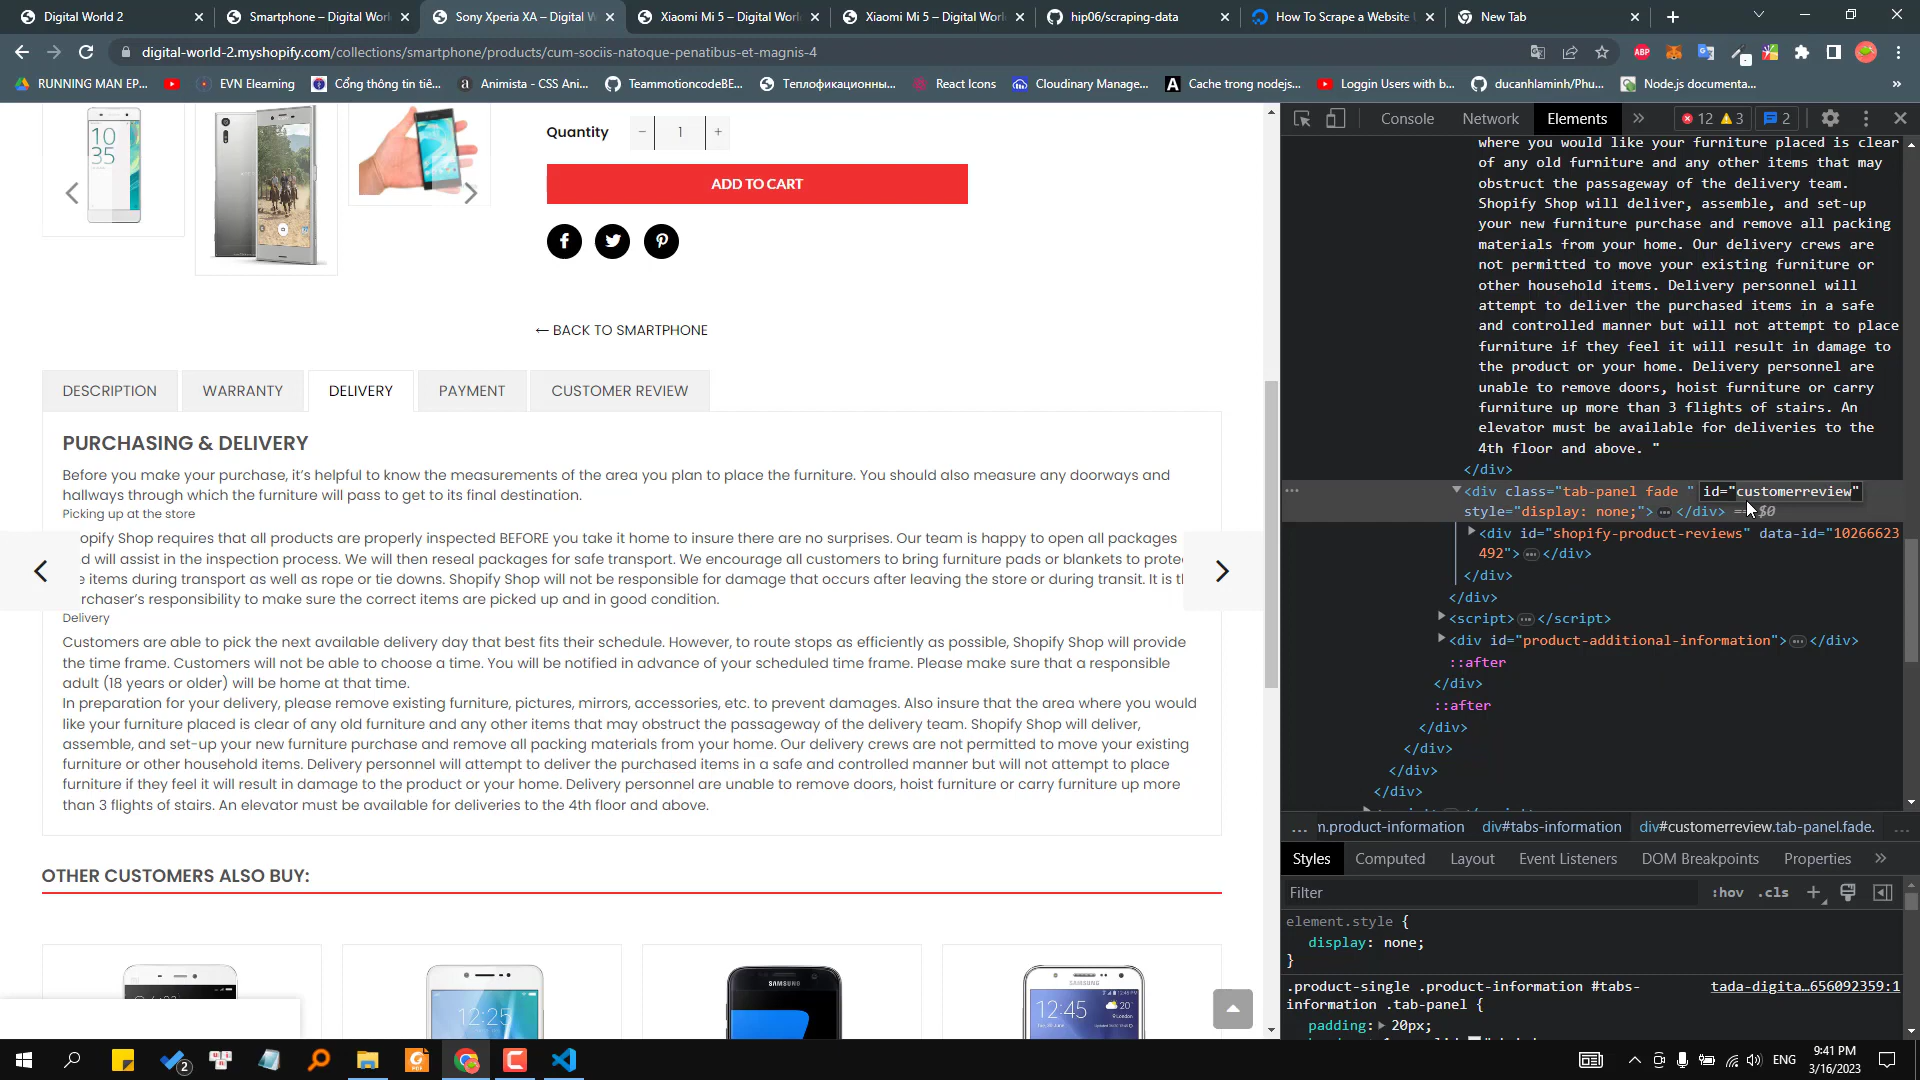 Digital World 2
Smartphone – Digital Worl
Sony Xperia XA – Digital W
Xiaomi Mi 5 – Digital World
Xiaomi Mi 5 – Digital World
hip06/scraping-data
How To Scrape a Website
New Tab
digital-world-2.myshopify.com/collections/smartphone/products/cum-sociis-natoque-penatibus-et-magnis-4
RUNNING MAN EP...
EVN Elearning
Cổng thông tin tiê...
Animista - CSS Ani...
TeammotioncodeBE...
Теплофикационны...
React Icons
Cloudinary Manage...
Cache trong nodejs...
Loggin Users with b...
ducanhlaminh/Phu...
Node.js documenta...
Quantity
− 1 +
ADD TO CART
← BACK TO SMARTPHONE
DESCRIPTION
WARRANTY
DELIVERY
PAYMENT
CUSTOMER REVIEW
PURCHASING & DELIVERY
Before you make your purchase, it's helpful to know the measurements of the area you plan to place the furniture. You should also measure any doorways and
hallways through which the furniture will pass to get to its final destination.
Picking up at the store
opify Shop requires that all products are properly inspected BEFORE you take it home to insure there are no surprises. Our team is happy to open all packages
d will assist in the inspection process. We will then reseal packages for safe transport. We encourage all customers to bring furniture pads or blankets to prote
e items during transport as well as rope or tie downs. Shopify Shop will not be responsible for damage that occurs after leaving the store or during transit. It is t
rchaser's responsibility to make sure the correct items are picked up and in good condition.
Delivery
Customers are able to pick the next available delivery day that best fits their schedule. However, to route stops as efficiently as possible, Shopify Shop will provide
the time frame. Customers will not be able to choose a time. You will be notified in advance of your scheduled time frame. Please make sure that a responsible
adult (18 years or older) will be home at that time.
In preparation for your delivery, please remove existing furniture, pictures, mirrors, accessories, etc. to prevent damages. Also insure that the area where you would
like your furniture placed is clear of any old furniture and any other items that may obstruct the passageway of the delivery team. Shopify Shop will deliver,
assemble, and set-up your new furniture purchase and remove all packing materials from your home. Our delivery crews are not permitted to move your existing
furniture or other household items. Delivery personnel will attempt to deliver the purchased items in a safe and controlled manner but will not attempt to place
furniture if they feel it will result in damage to the product or your home. Delivery personnel are unable to remove doors, hoist furniture or carry furniture up more
than 3 flights of stairs. An elevator must be available for deliveries to the 4th floor and above.
OTHER CUSTOMERS ALSO BUY:
12:25
SAMSUNG
SAMSUNG
12:45
Console
Network
Elements
»
12 3
2
where you would like your furniture placed is clear
of any old furniture and any other items that may
obstruct the passageway of the delivery team.
Shopify Shop will deliver, assemble, and set-up
your new furniture purchase and remove all packing
materials from your home. Our delivery crews are
not permitted to move your existing furniture or
other household items. Delivery personnel will
attempt to deliver the purchased items in a safe
and controlled manner but will not attempt to place
furniture if they feel it will result in damage to
the product or your home. Delivery personnel are
unable to remove doors, hoist furniture or carry
furniture up more than 3 flights of stairs. An
elevator must be available for deliveries to the
4th floor and above. "
</div>
<div class="tab-panel fade " id="customerreview"
style="display: none;"> … </div> == $0
<div id="shopify-product-reviews" data-id="10266623
492"> … </div>
</div>
</div>
<script> … </script>
<div id="product-additional-information"> … </div>
::after
</div>
::after
</div>
</div>
</div>
</div>
… n.product-information
div#tabs-information
div#customerreview.tab-panel.fade.
…
Styles
Computed
Layout
Event Listeners
DOM Breakpoints
Properties
»
Filter
:hov .cls +
element.style {
display: none;
}
.product-single .product-information #tabs-
information .tab-panel {
tada-digita…656092359:1
padding: 20px;
ENG
9:41 PM
3/16/2023